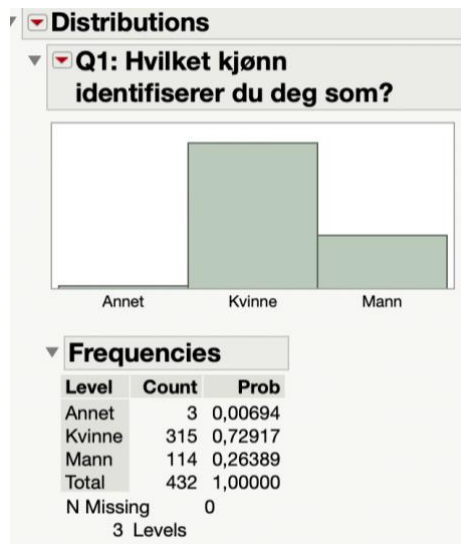 Distributions
Q1: Hvilket kjønn
identifiserer du deg som?
Annet Kvinne Mann
Frequencies
Level Count Prob
Annet 3 0,00694
Kvinne 315 0,72917
Mann 114 0,26389
Total 432 1,00000
N Missing 0
3 Levels